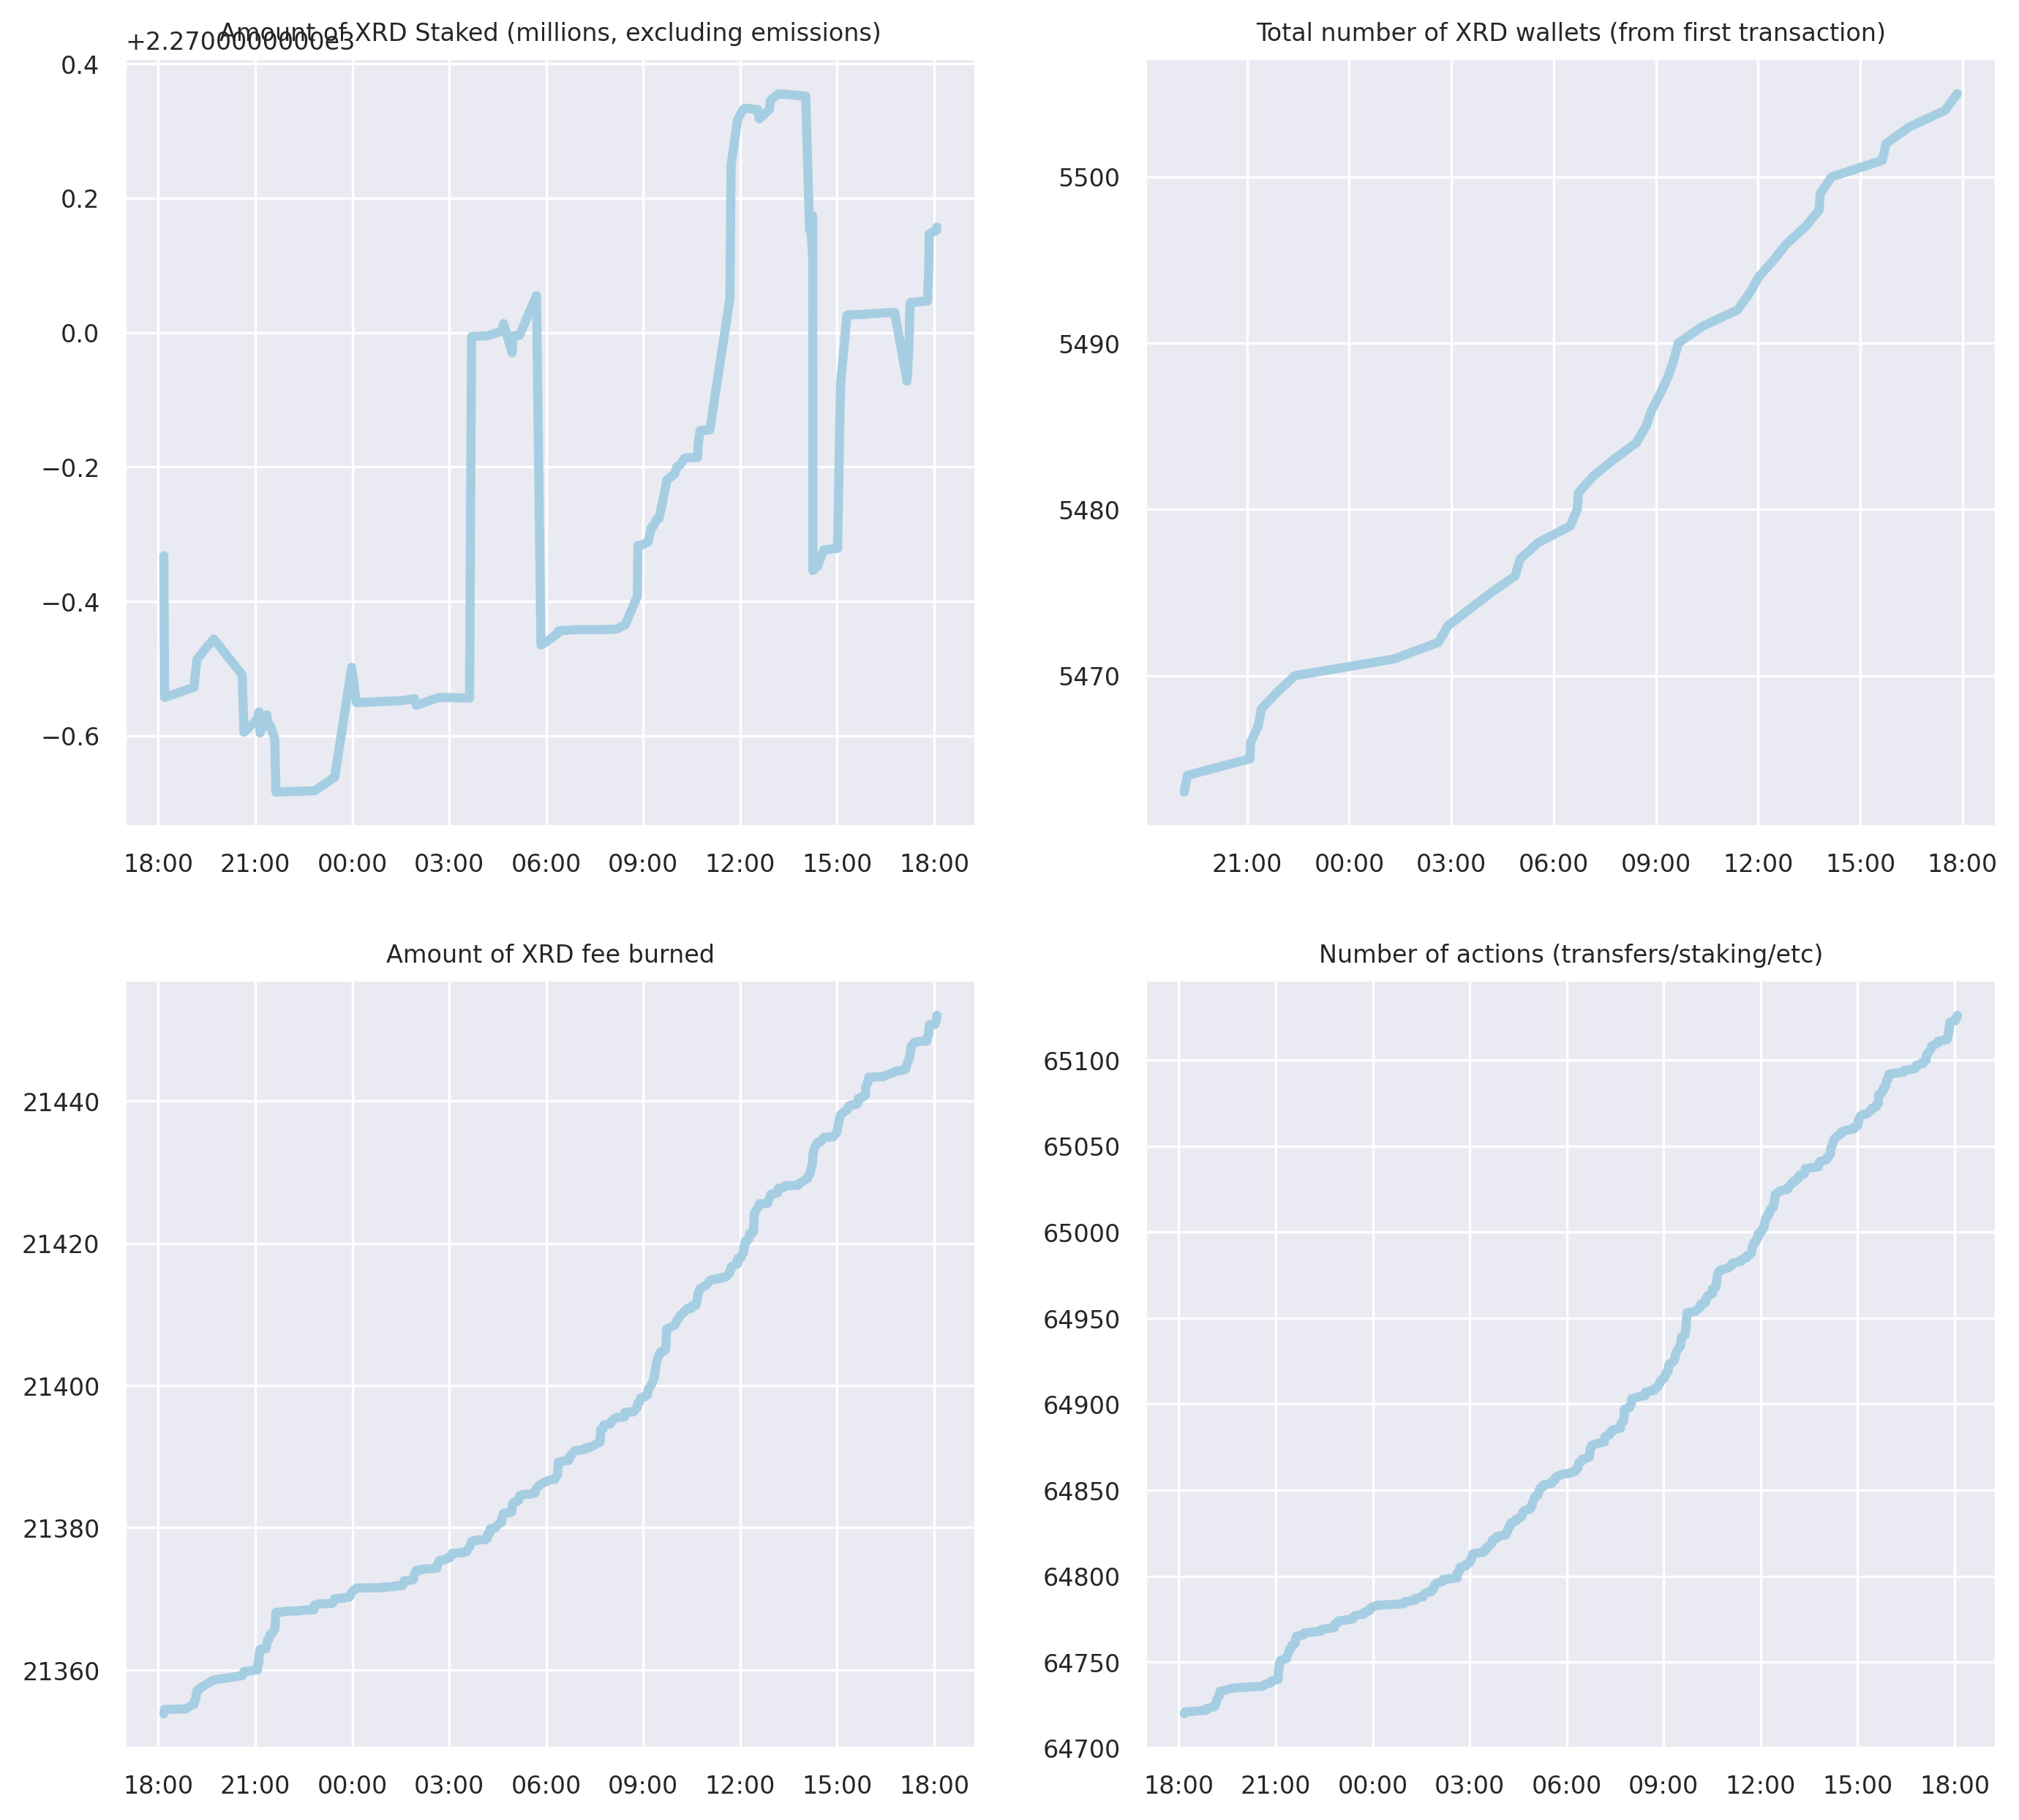 Amount of XRD Staked (millions, excluding emissions)
+2.2700000000e3
0.4
0.2
0.0
−0.2
−0.4
−0.6
18:00 21:00 00:00 03:00 06:00 09:00 12:00 15:00 18:00
Total number of XRD wallets (from first transaction)
5500
5490
5480
5470
21:00 00:00 03:00 06:00 09:00 12:00 15:00 18:00
Amount of XRD fee burned
21440
21420
21400
21380
21360
18:00 21:00 00:00 03:00 06:00 09:00 12:00 15:00 18:00
Number of actions (transfers/staking/etc)
65100
65050
65000
64950
64900
64850
64800
64750
64700
18:00 21:00 00:00 03:00 06:00 09:00 12:00 15:00 18:00